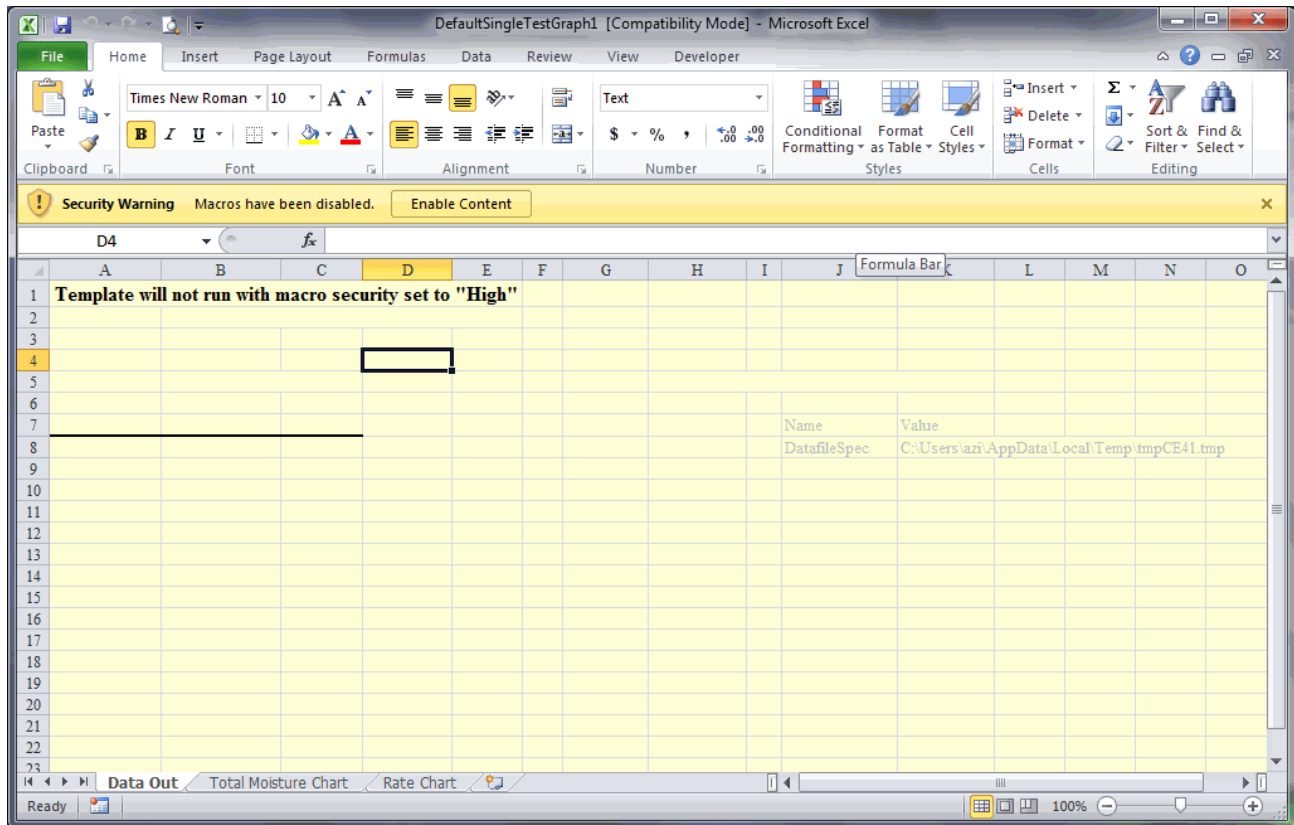 DefaultSingleTestGraph1 [Compatibility Mode] - Microsoft Excel
File Home Insert Page Layout Formulas Data Review View Developer
Paste
Times New Roman 10 A A
B I U A
Text
$ % , .0 .00 .00 .0
Conditional Formatting
Format as Table
Cell Styles
Insert
Delete
Format
Σ
Sort & Filter
Find & Select
Clipboard Font Alignment Number Styles Cells Editing
Security Warning Macros have been disabled. Enable Content
D4 fx
Formula Bar
A B C D E F G H I J K L M N O
1 Template will not run with macro security set to "High"
2
3
4
5
6
7 Name Value
8 DatafileSpec C:\Users\azi\AppData\Local\Temp\tmpCE41.tmp
9
10
11
12
13
14
15
16
17
18
19
20
21
22
23
Data Out Total Moisture Chart Rate Chart
Ready 100%